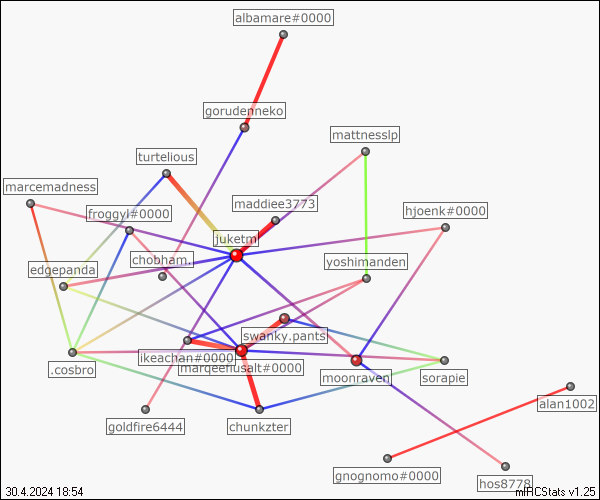 albamare#0000
gorudenneko
mattnesslp
turtelious
marcemadness
maddiee3773
froggyl#0000
hjoenk#0000
juketm
chobham.
yoshimanden
edgepanda
swanky.pants
ikeachan#0000
.cosbro
marqeeflusalt#0000
moonraven
sorapie
alan1002
goldfire6444
chunkzter
gnognomo#0000
hos8778
30.4.2024 18:54
mIRCStats v1.25